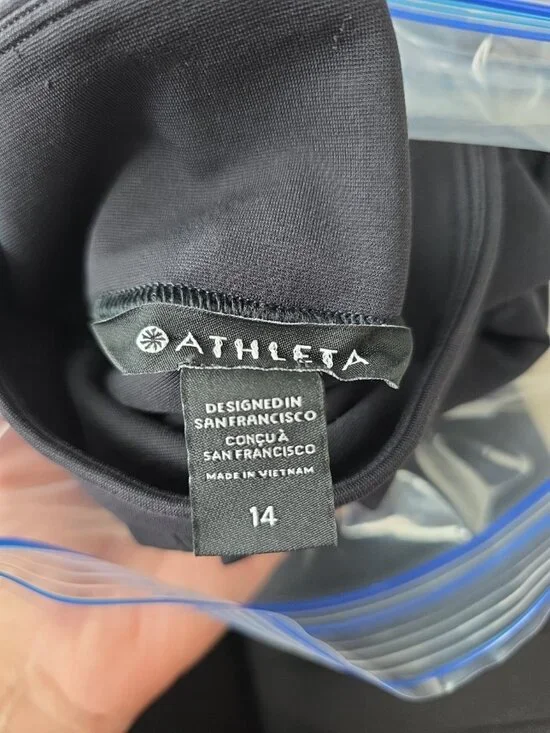 ATHLETA
DESIGNED IN
SAN FRANCISCO
CONÇU À
SAN FRANCISCO
MADE IN VIETNAM
14